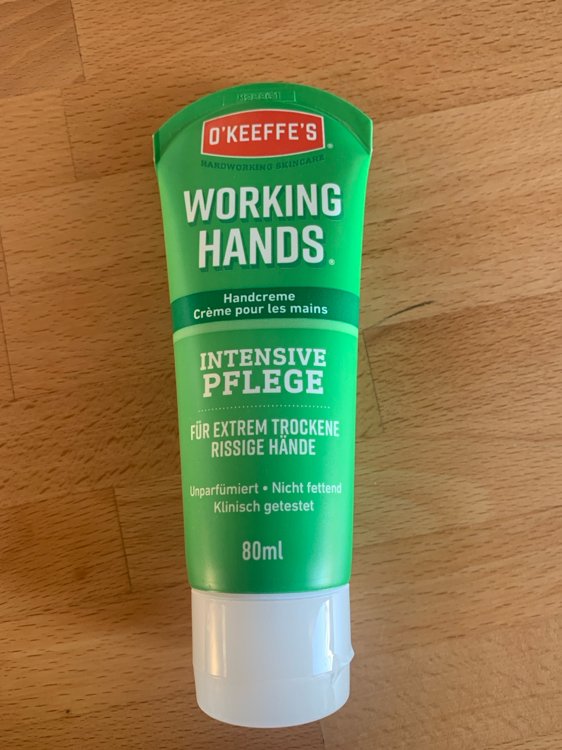 O'KEEFFE'S®
HARDWORKING SKINCARE
WORKING
HANDS®
Handcreme
Crème pour les mains
INTENSIVE
PFLEGE
FÜR EXTREM TROCKENE
RISSIGE HÄNDE
Unparfümiert • Nicht fettend
Klinisch getestet
80ml